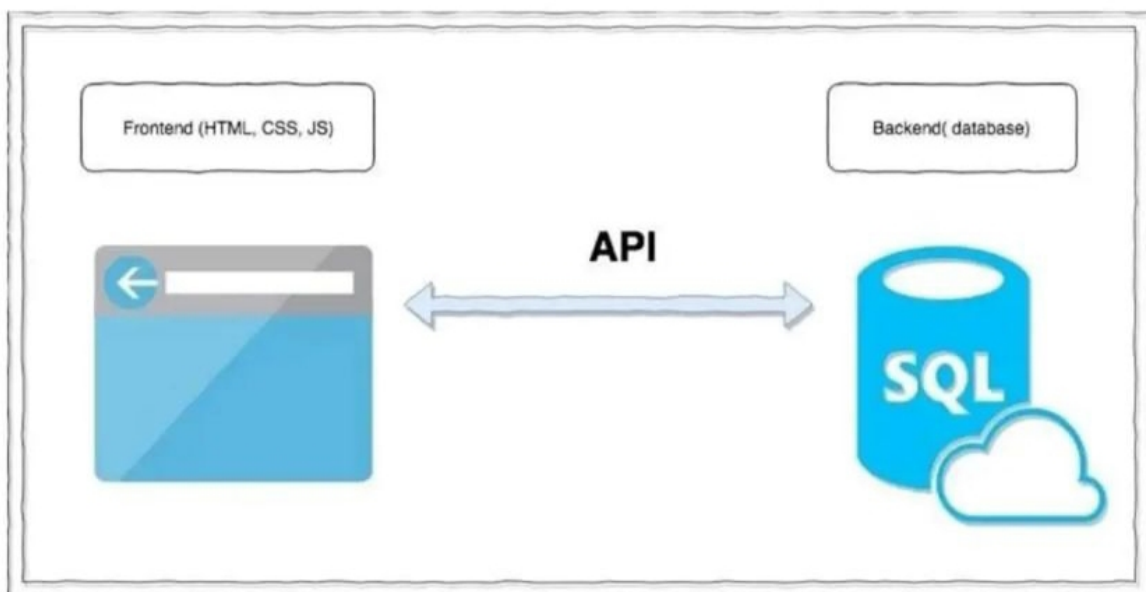 Frontend (HTML, CSS, JS)
Backend( database)
API
SQL